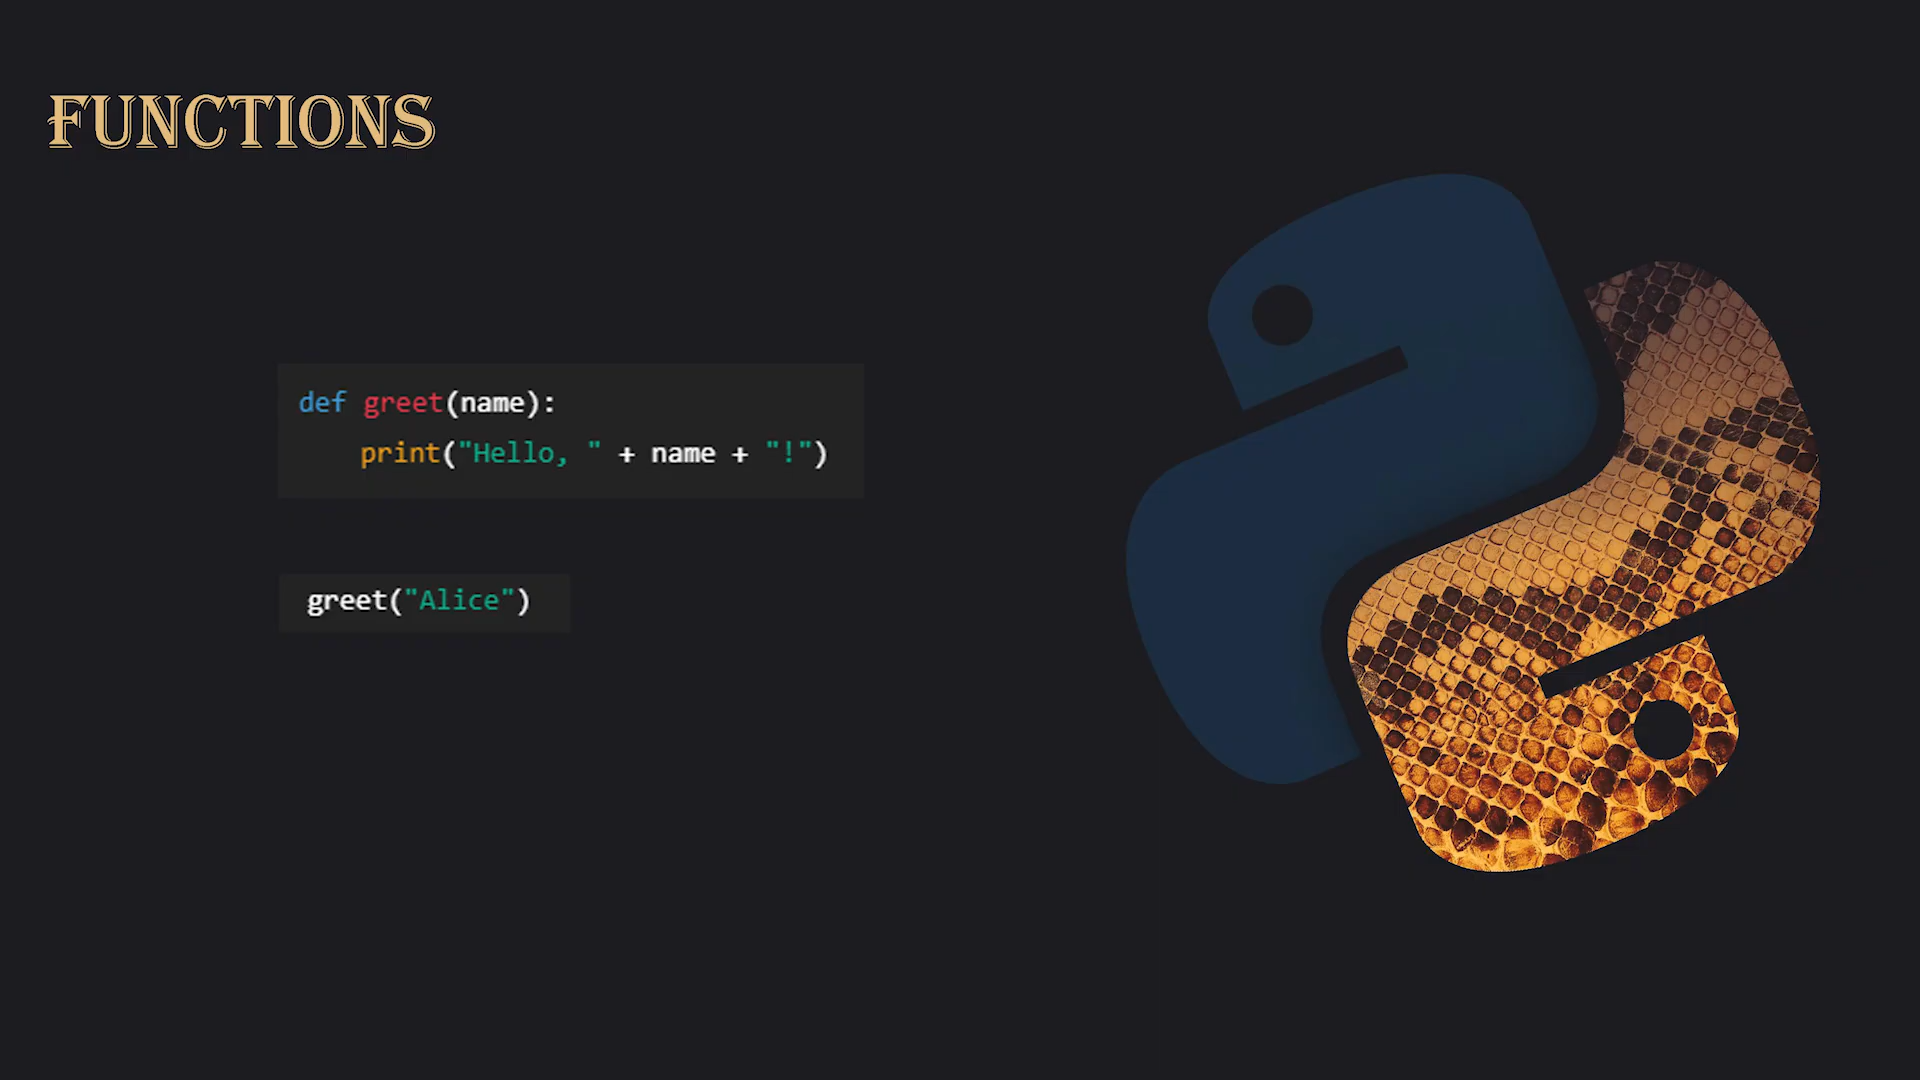 FUNCTIONS
def greet(name):
    print("Hello, " + name + "!")
greet("Alice")